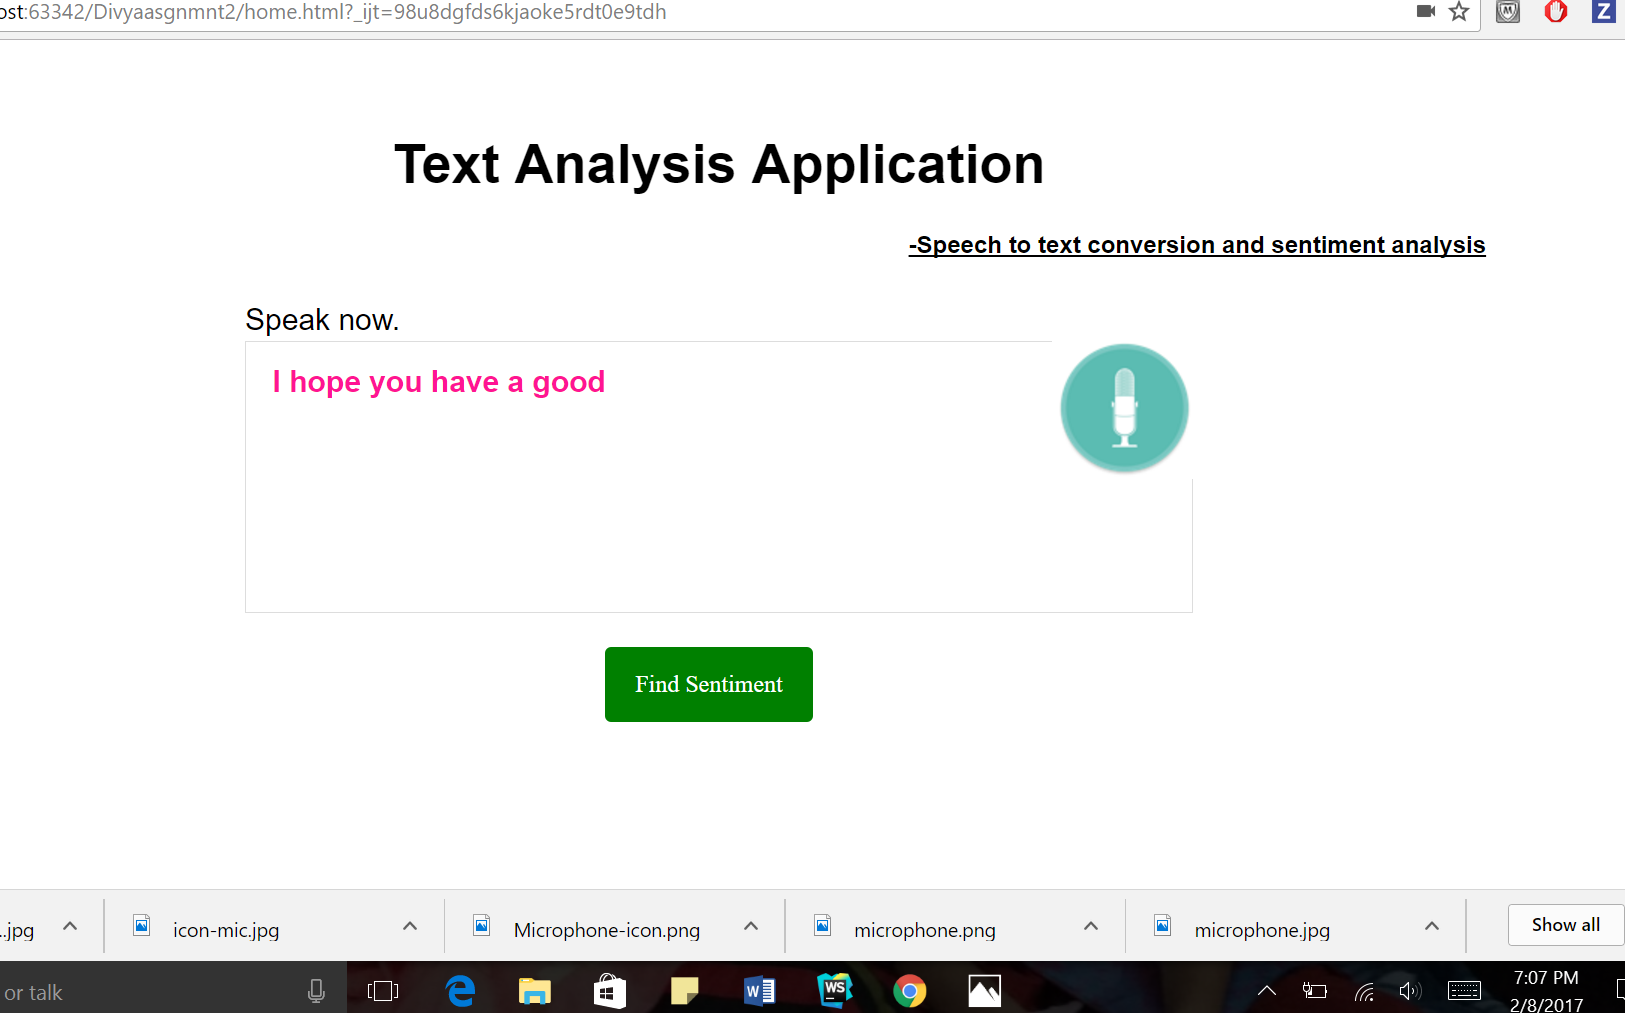 ost:63342/Divyaasgnmnt2/home.html?_ijt=98u8dgfds6kjaoke5rdt0e9tdh
Z
Text Analysis Application
-Speech to text conversion and sentiment analysis
Speak now.
I hope you have a good
Find Sentiment
..jpg
icon-mic.jpg
Microphone-icon.png
microphone.png
microphone.jpg
Show all
or talk
W
WS
7:07 PM
2/8/2017